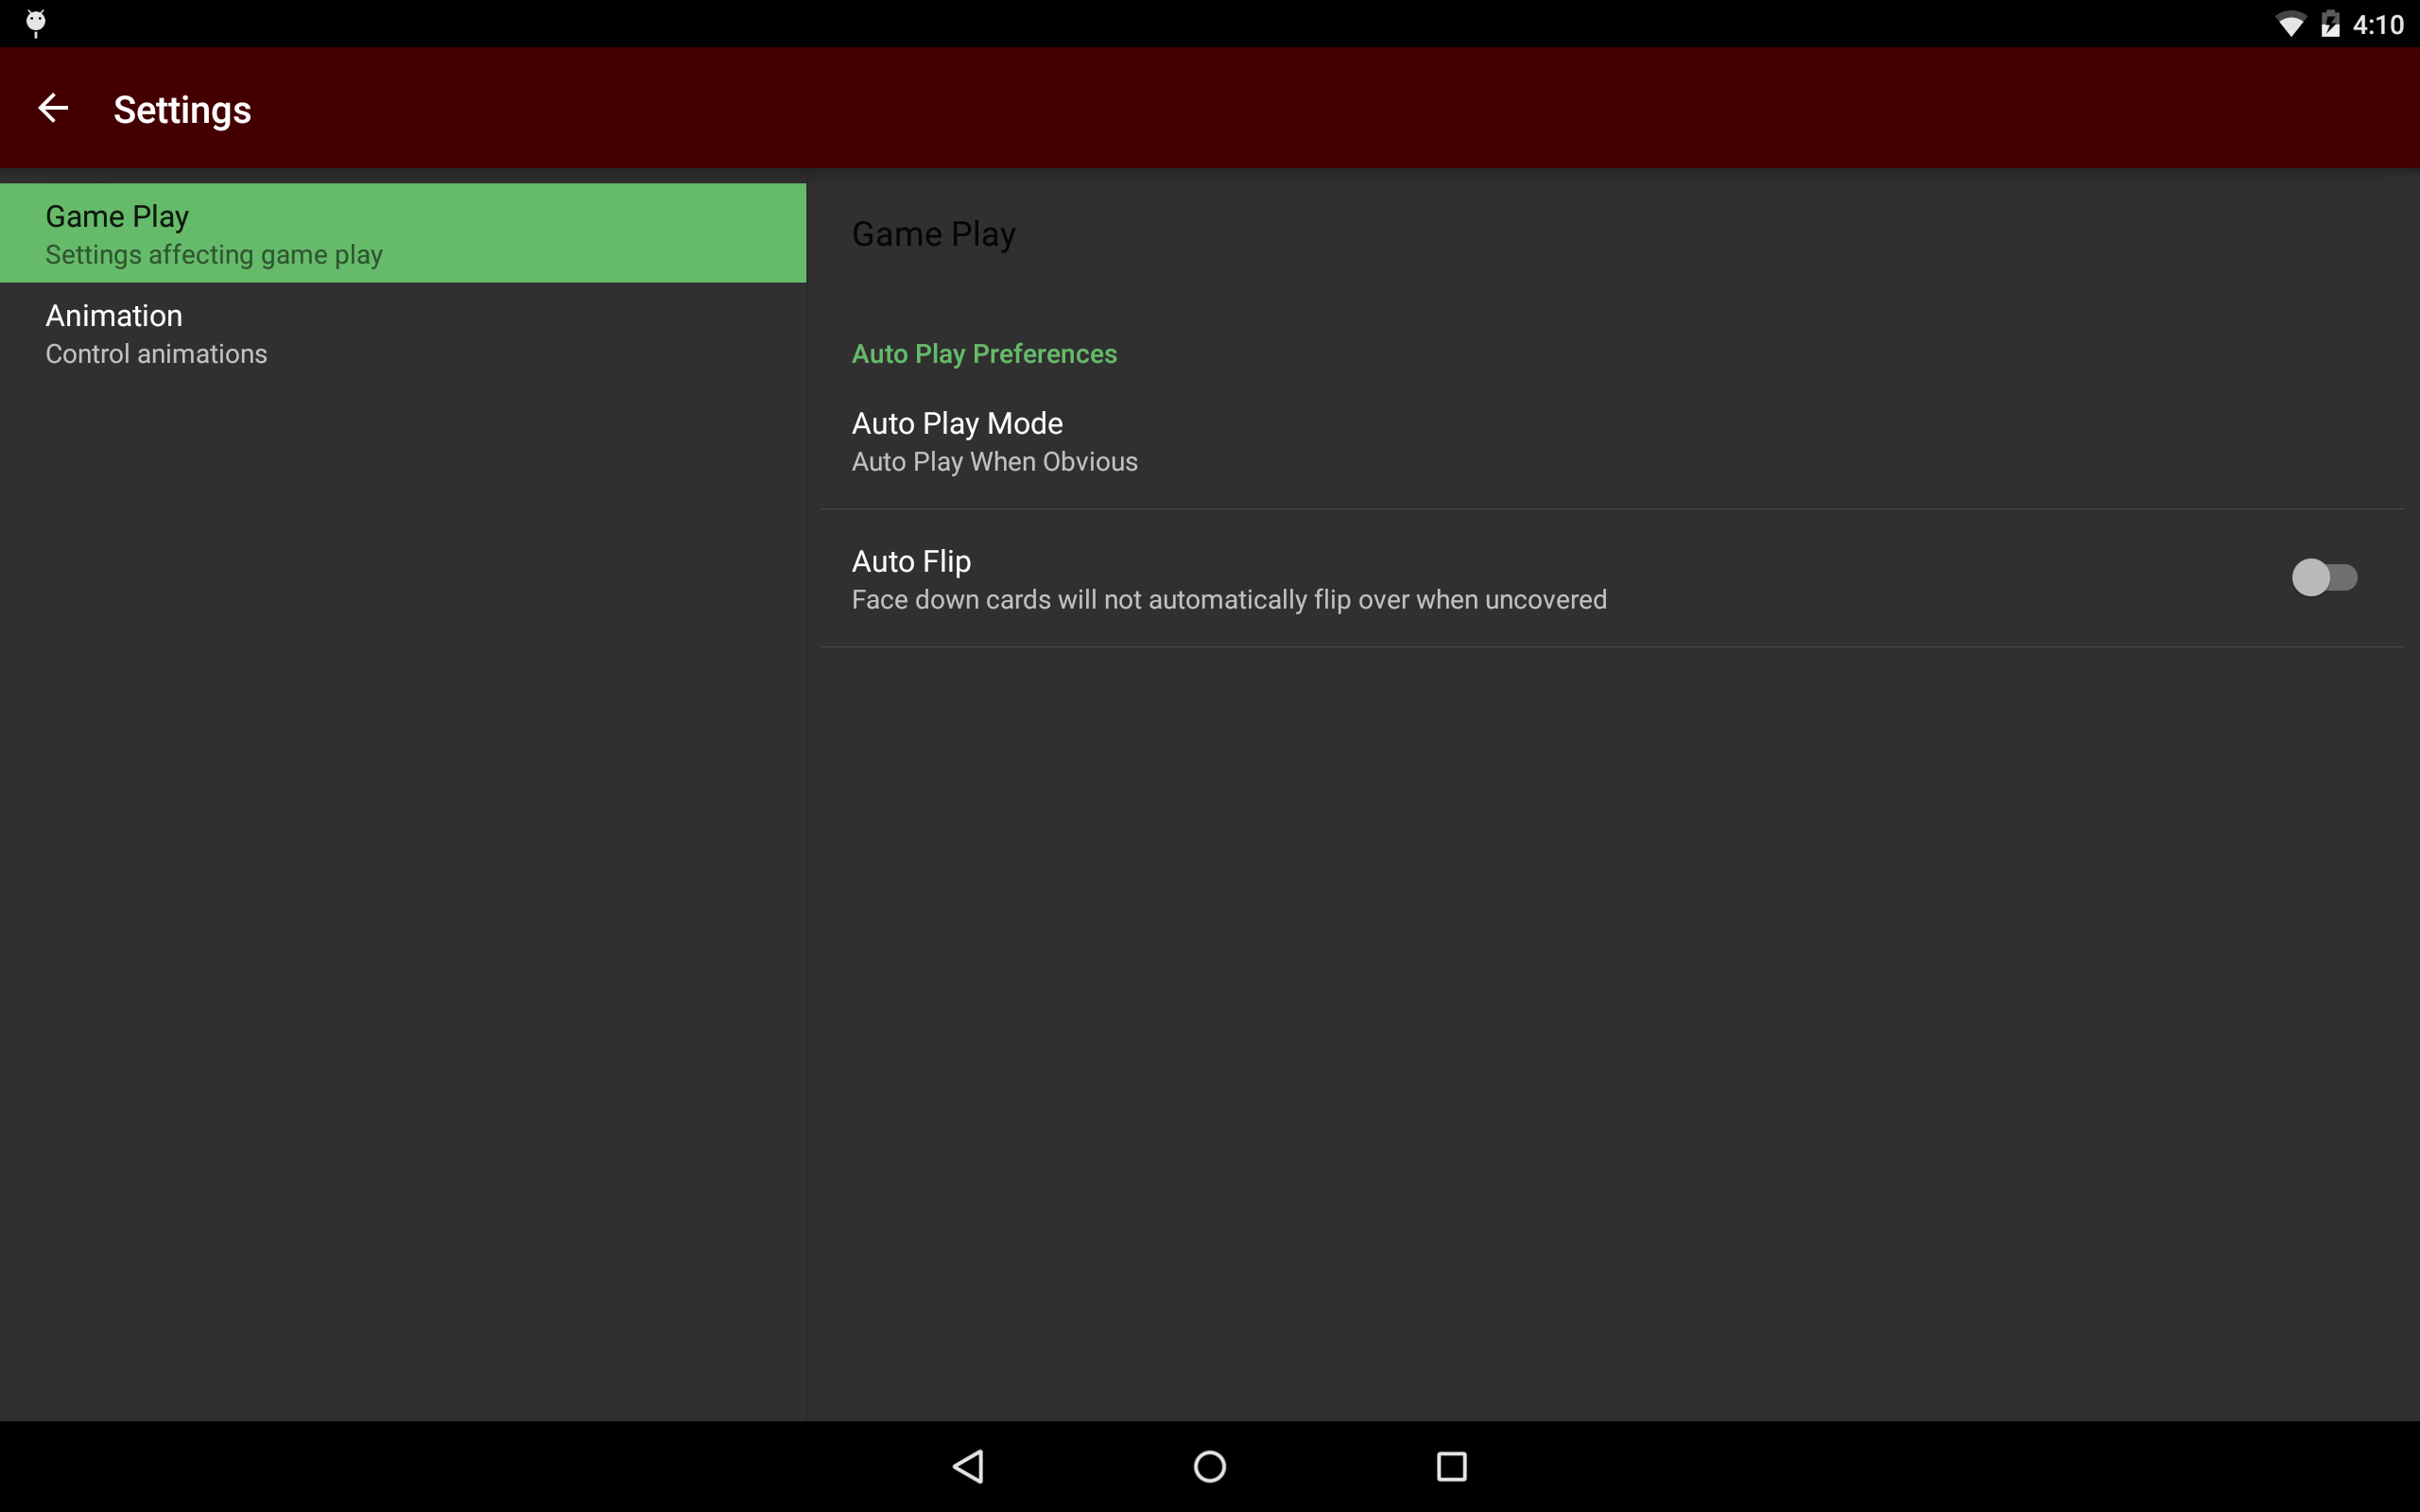 4:10
Settings
Game Play
Settings affecting game play
Animation
Control animations
Game Play
Auto Play Preferences
Auto Play Mode
Auto Play When Obvious
Auto Flip
Face down cards will not automatically flip over when uncovered